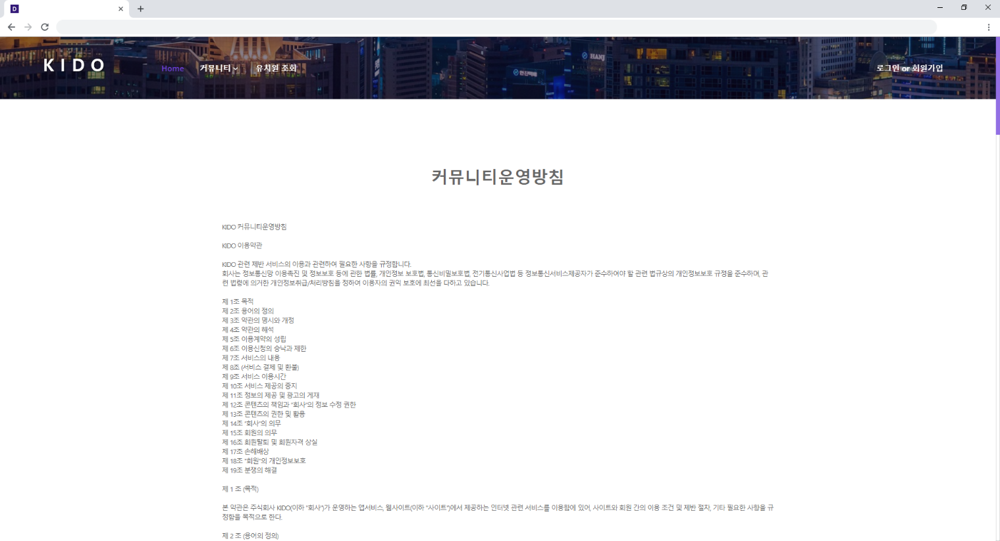 D
KIDO
Home
커뮤니티
유치원 조회
한진택배
HANJ
로그인 or 회원가입
커뮤니티운영방침
KIDO 커뮤니티운영방침
KIDO 이용약관
KIDO 관련 제반 서비스의 이용과 관련하여 필요한 사항을 규정합니다.
회사는 정보통신망 이용촉진 및 정보보호 등에 관한 법률, 개인정보 보호법, 통신비밀보호법, 전기통신사업법 등 정보통신서비스제공자가 준수하여야 할 관련 법규상의 개인정보보호 규정을 준수하며, 관
련 법령에 의거한 개인정보취급/처리방침을 정하여 이용자의 권익 보호에 최선을 다하고 있습니다.
제 1조 목적
제 2조 용어의 정의
제 3조 약관의 명시와 개정
제 4조 약관의 해석
제 5조 이용계약의 성립
제 6조 이용신청의 승낙과 제한
제 7조 서비스의 내용
제 8조 (서비스 결제 및 환불)
제 9조 서비스 이용시간
제 10조 서비스 제공의 중지
제 11조 정보의 제공 및 광고의 게재
제 12조 콘텐츠의 책임과 "회사"의 정보 수정 권한
제 13조 콘텐츠의 권한 및 활용
제 14조 "회사"의 의무
제 15조 회원의 의무
제 16조 회원탈퇴 및 회원자격 상실
제 17조 손해배상
제 18조 "회원"의 개인정보보호
제 19조 분쟁의 해결
제 1 조 (목적)
본 약관은 주식회사 KIDO(이하 "회사")가 운영하는 앱서비스, 웹사이트(이하 "사이트")에서 제공하는 인터넷 관련 서비스를 이용함에 있어, 사이트와 회원 간의 이용 조건 및 제반 절차, 기타 필요한 사항을 규
정함을 목적으로 한다.
제 2 조 (용어의 정의)